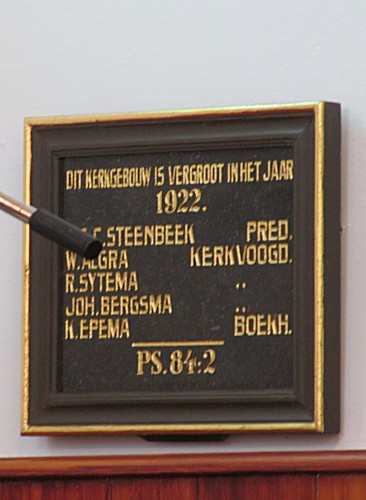 DIT KERKGEBOUW IS VERGROOT IN HET JAAR
1922.
C. STEENBEEK PRED.
W. ALGRA KERKVOOGD.
R. SYTEMA ,,
JOH. BERGSMA ,,
K. EPEMA BOEKH.
PS. 84:2